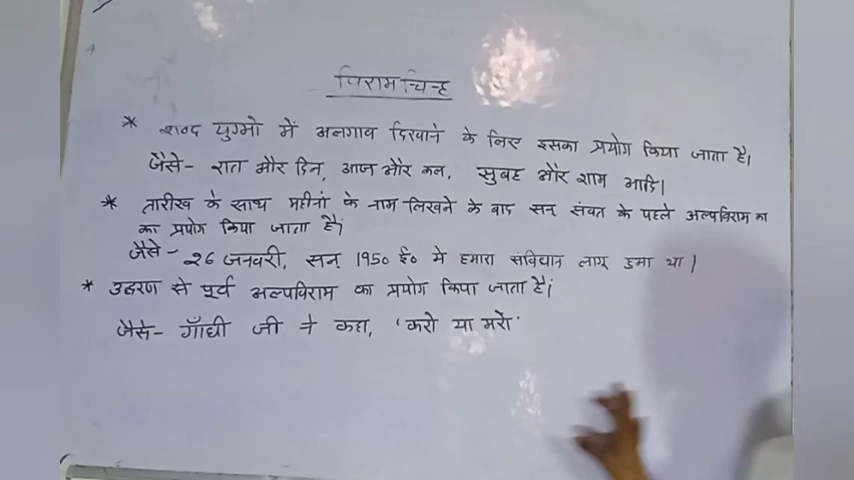 विराम चिन्ह
* शब्द युग्मो में अलगाव दिखाने के लिए इसका प्रयोग किया जाता है।
जैसे- रात और दिन, आज और कल, सुबह और शाम आदि।
* तारीख के साथ महीनो के नाम लिखने के बाद सन् संवत के पहले अल्पविराम का
का प्रयोग किया जाता है।
जैसे- 26 जनवरी, सन् 1950 ई० मे हमारा संविधान लागू हुआ था।
* उद्धरण से पूर्व अल्पविराम का प्रयोग किया जाता है।
जैसे- गाँधी जी ने कहा, 'करो या मरो'